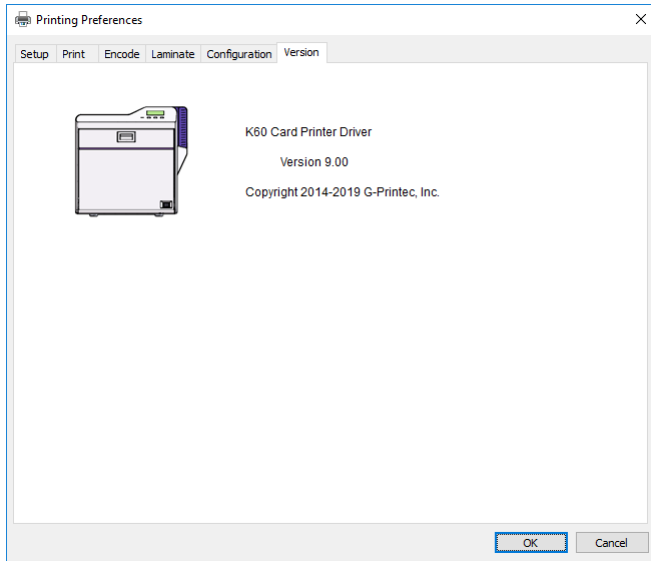 Printing Preferences
Setup Print Encode Laminate Configuration Version
K60 Card Printer Driver
Version 9.00
Copyright 2014-2019 G-Printec, Inc.
OK Cancel